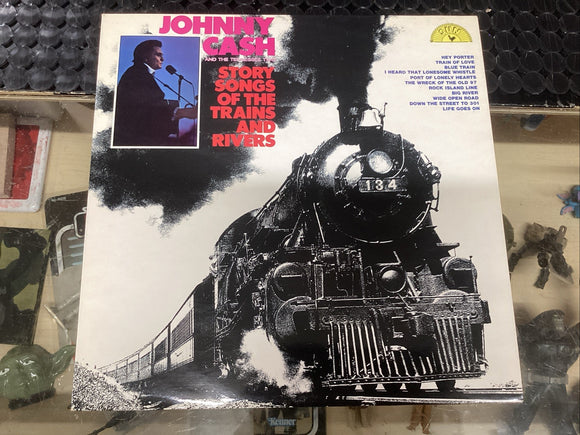 JOHNNY
CASH
AND THE TENNESSEE TWO
STORY
SONGS
OF THE
TRAINS
AND
RIVERS
SUN
HEY PORTER
TRAIN OF LOVE
BLUE TRAIN
I HEARD THAT LONESOME WHISTLE
PORT OF LONELY HEARTS
THE WRECK OF THE OLD 97
ROCK ISLAND LINE
BIG RIVER
WIDE OPEN ROAD
DOWN THE STREET TO 301
LIFE GOES ON
134
Kenner